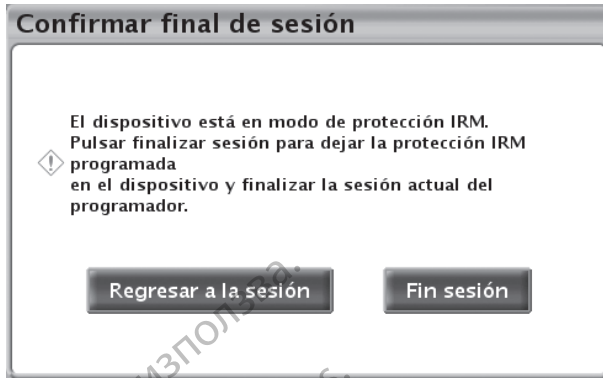 Confirmar final de sesión
El dispositivo está en modo de protección IRM.
Pulsar finalizar sesión para dejar la protección IRM
programada
en el dispositivo y finalizar la sesión actual del
programador.
Regresar a la sesión
Fin sesión